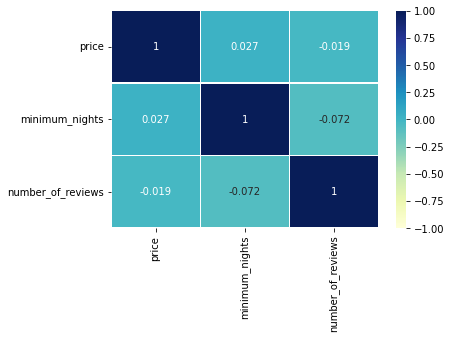 price
minimum_nights
number_of_reviews
1 0.027 -0.019
0.027 1 -0.072
-0.019 -0.072 1
price
minimum_nights
number_of_reviews
1.00
0.75
0.50
0.25
0.00
−0.25
−0.50
−0.75
−1.00